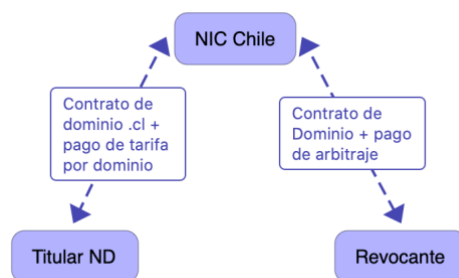 NIC Chile
Contrato de
dominio .cl +
pago de tarifa
por dominio
Contrato de
Dominio + pago
de arbitraje
Titular ND
Revocante